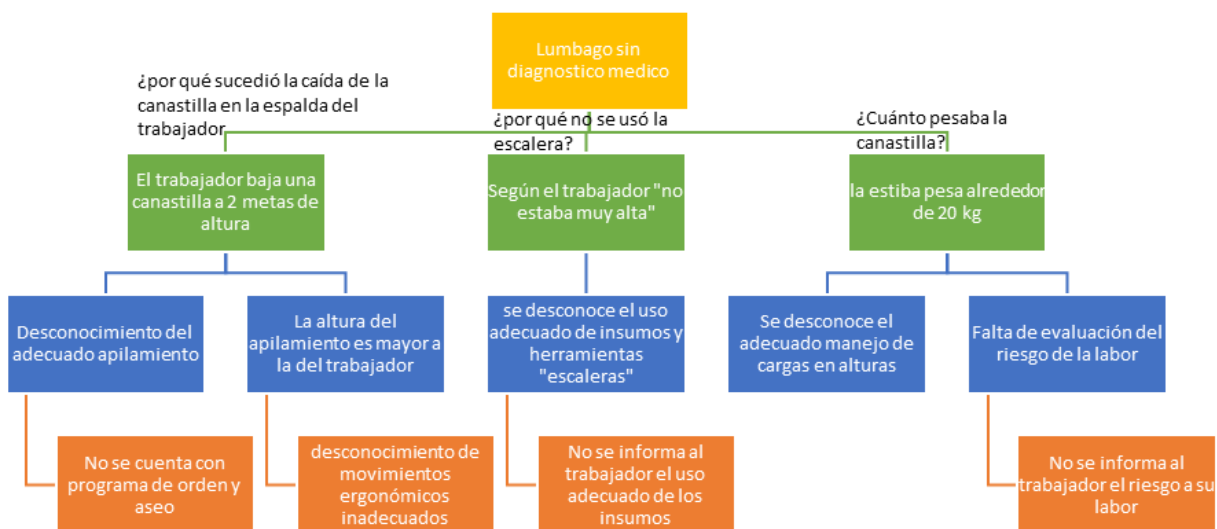 Lumbago sin
diagnostico medico
¿por qué sucedió la caída de la
canastilla en la espalda del
trabajador
¿por qué no se usó la
escalera?
¿Cuánto pesaba la
canastilla?
El trabajador baja una
canastilla a 2 metas de
altura
Según el trabajador "no
estaba muy alta"
la estiba pesa alrededor
de 20 kg
Desconocimiento del
adecuado apilamiento
La altura del
apilamiento es mayor a
la del trabajador
se desconoce el uso
adecuado de insumos y
herramientas
"escaleras"
Se desconoce el
adecuado manejo de
cargas en alturas
Falta de evaluación del
riesgo de la labor
No se cuenta con
programa de orden y
aseo
desconocimiento de
movimientos
ergonómicos
inadecuados
No se informa al
trabajador el uso
adecuado de los
insumos
No se informa al
trabajador el riesgo a su
labor